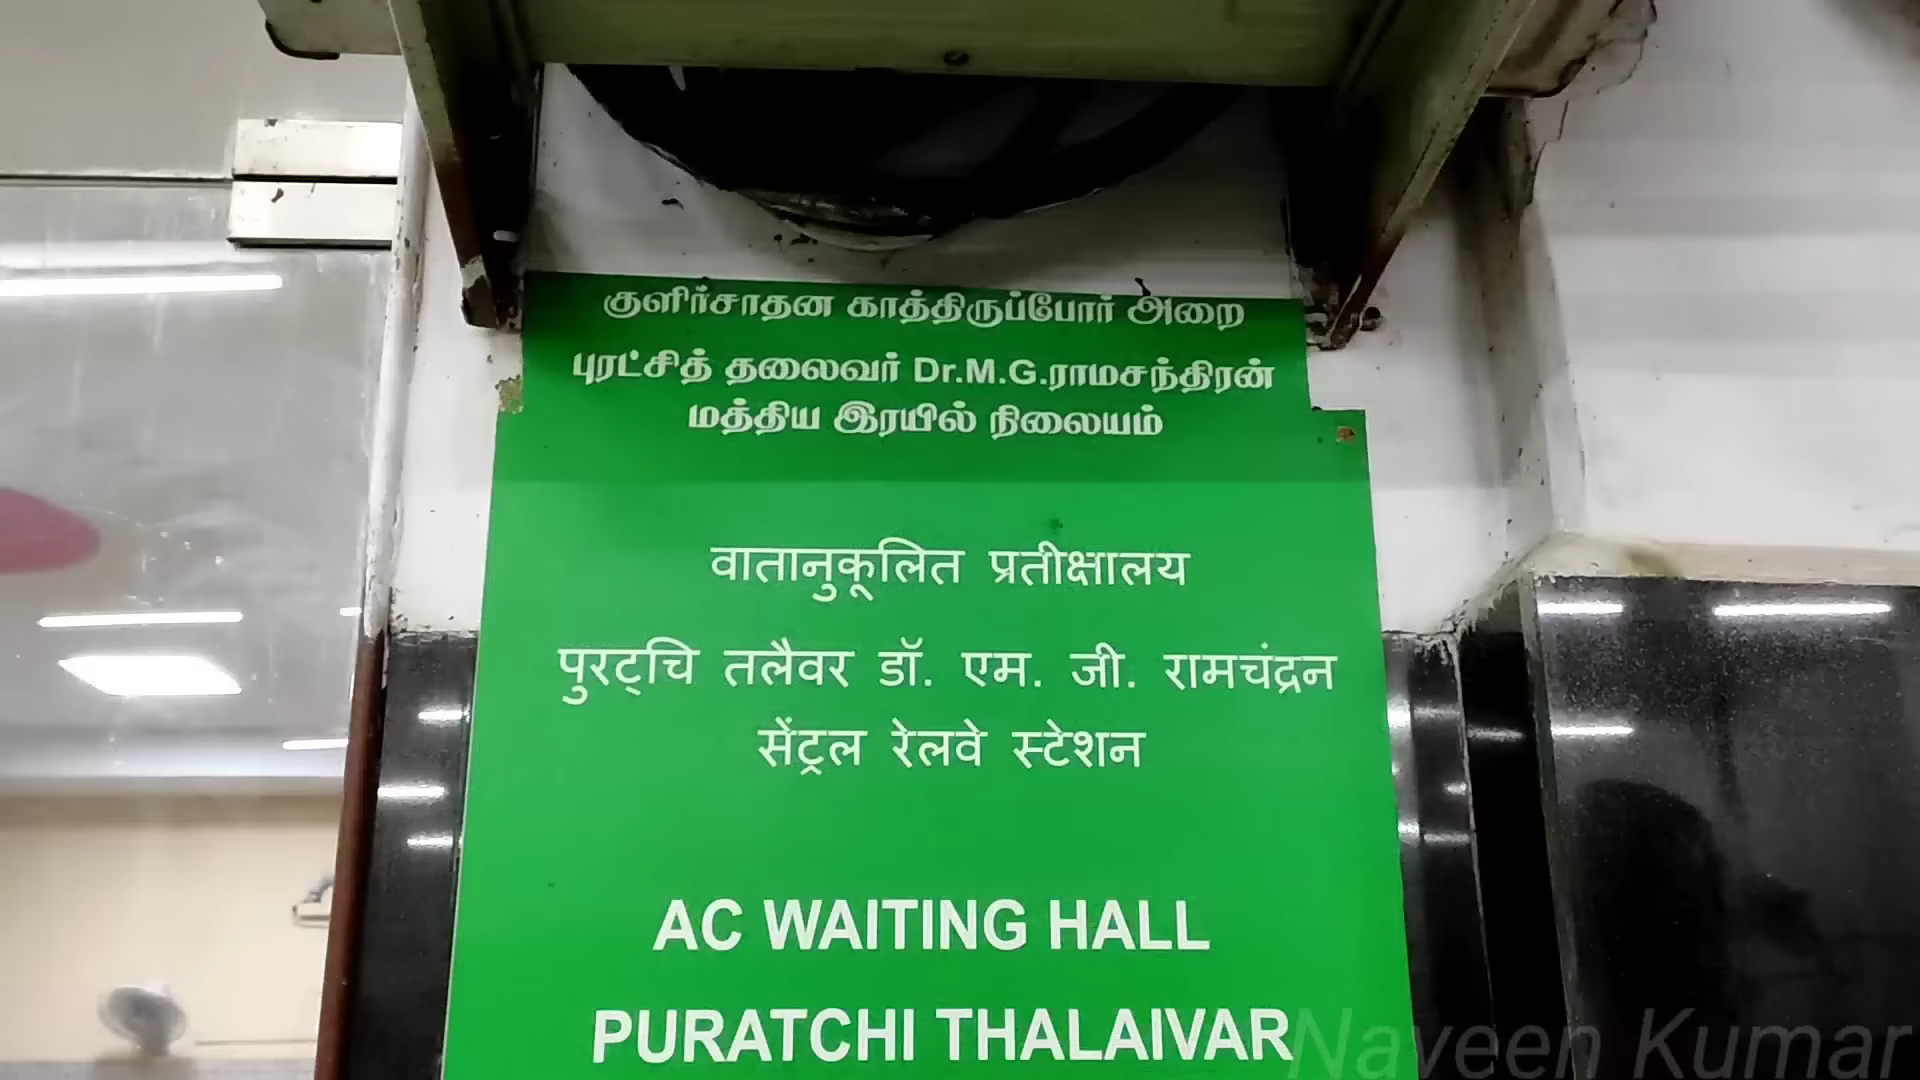 குளிர்சாதன காத்திருப்போர் அறை
புரட்சித் தலைவர் Dr.M.G.ராமசந்திரன்
மத்திய இரயில் நிலையம்
वातानुकूलित प्रतीक्षालय
पुरट्चि तलैवर डॉ. एम. जी. रामचंद्रन
सेंट्रल रेलवे स्टेशन
AC WAITING HALL
PURATCHI THALAIVAR
Naveen Kumar